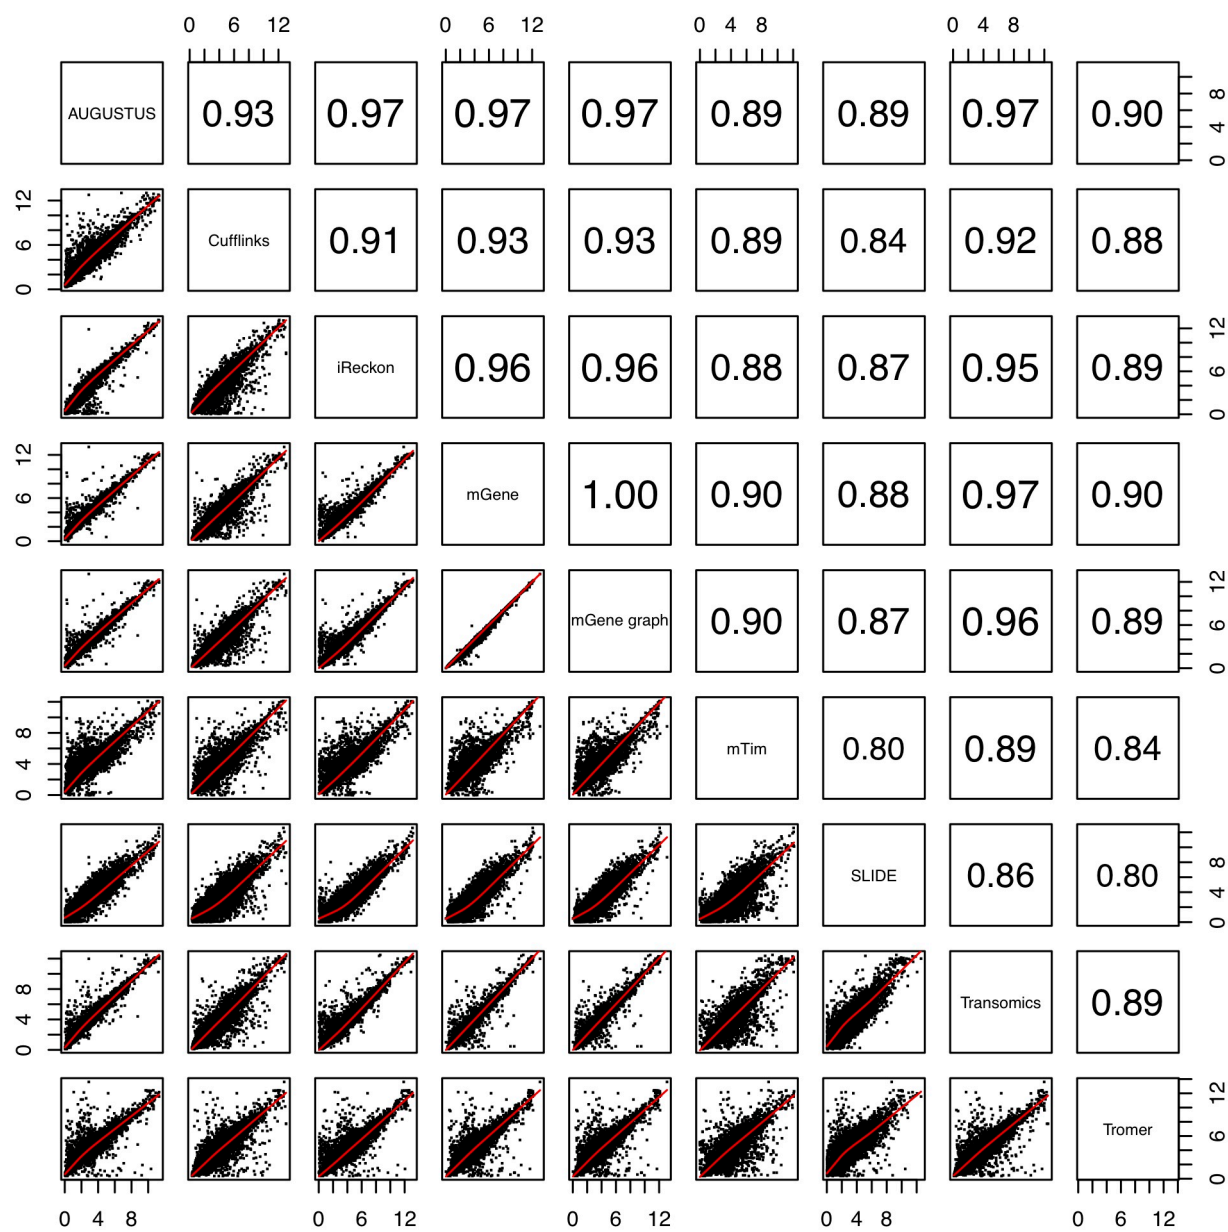 0 6 12 0 6 12 0 4 8 0 4 8
AUGUSTUS 0.93 0.97 0.97 0.97 0.89 0.89 0.97 0.90 0 4 8
0 6 12 Cufflinks 0.91 0.93 0.93 0.89 0.84 0.92 0.88
iReckon 0.96 0.96 0.88 0.87 0.95 0.89 0 6 12
0 6 12 mGene 1.00 0.90 0.88 0.97 0.90
mGene graph 0.90 0.87 0.96 0.89 0 6 12
0 4 8 mTim 0.80 0.89 0.84
SLIDE 0.86 0.80 0 4 8
0 4 8 Transomics 0.89
Tromer 0 6 12
0 4 8 0 6 12 0 6 12 0 4 8 0 6 12